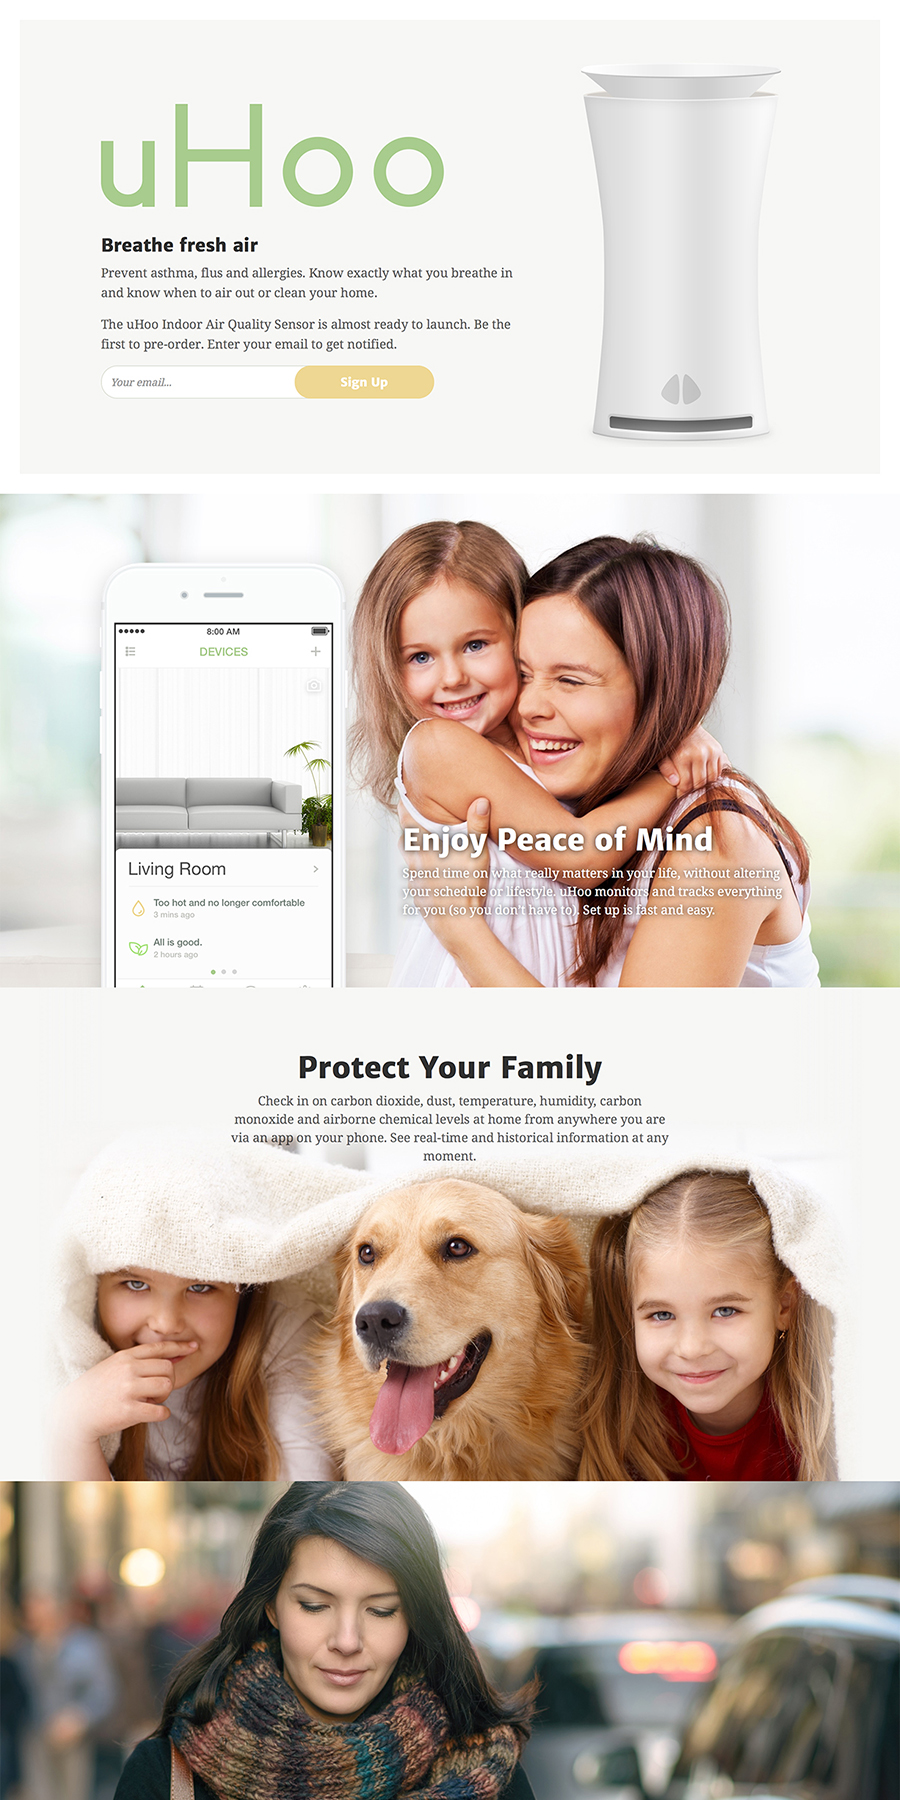 uHoo
Breathe fresh air
Prevent asthma, flus and allergies. Know exactly what you breathe in
and know when to air out or clean your home.
The uHoo Indoor Air Quality Sensor is almost ready to launch. Be the
first to pre-order. Enter your email to get notified.
Your email...
Sign Up
8:00 AM
DEVICES
Living Room
Too hot and no longer comfortable
3 mins ago
All is good.
2 hours ago
Enjoy Peace of Mind
Spend time on what really matters in your life, without altering
your schedule or lifestyle. uHoo monitors and tracks everything
for you (so you don't have to). Set up is fast and easy.
Protect Your Family
Check in on carbon dioxide, dust, temperature, humidity, carbon
monoxide and airborne chemical levels at home from anywhere you are
via an app on your phone. See real-time and historical information at any
moment.